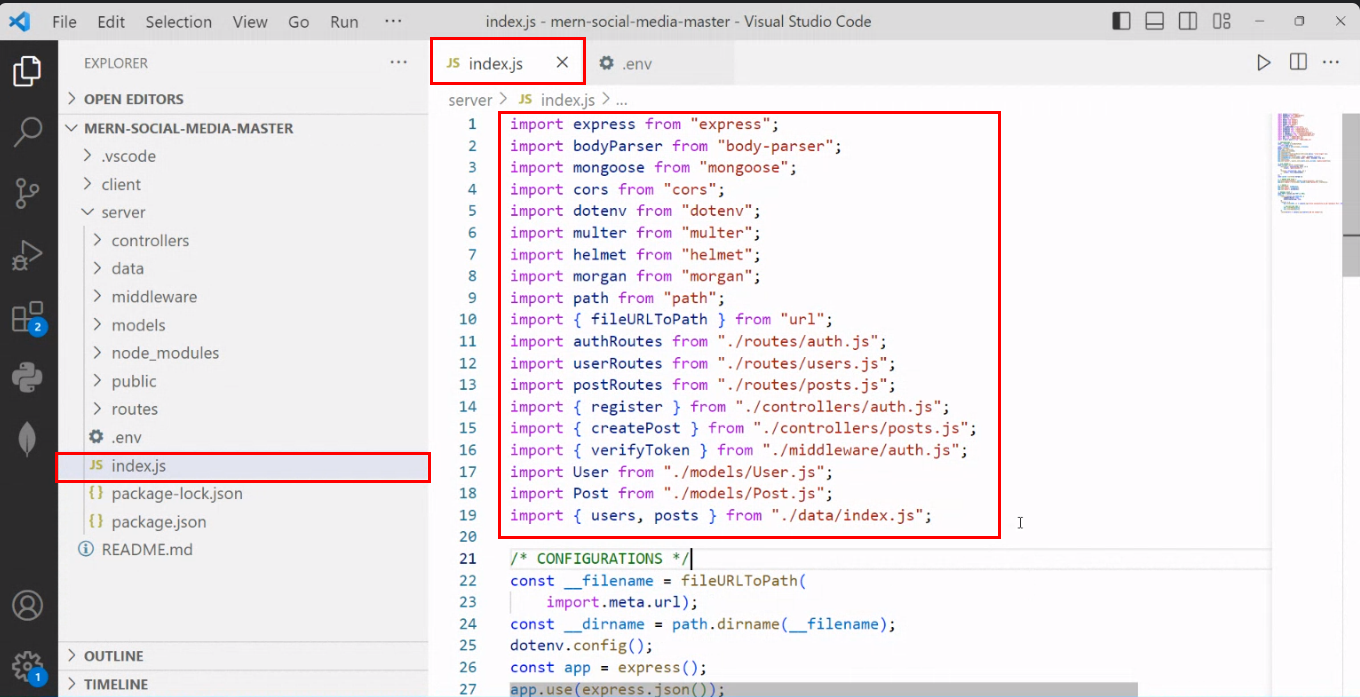 File Edit Selection View Go Run ··· index.js - mern-social-media-master - Visual Studio Code
EXPLORER ···
OPEN EDITORS
MERN-SOCIAL-MEDIA-MASTER
.vscode
client
server
controllers
data
middleware
models
node_modules
public
routes
.env
JS index.js
{} package-lock.json
{} package.json
README.md
OUTLINE
TIMELINE
2
1
JS index.js .env
server > JS index.js > ...
1 import express from "express";
2 import bodyParser from "body-parser";
3 import mongoose from "mongoose";
4 import cors from "cors";
5 import dotenv from "dotenv";
6 import multer from "multer";
7 import helmet from "helmet";
8 import morgan from "morgan";
9 import path from "path";
10 import { fileURLToPath } from "url";
11 import authRoutes from "./routes/auth.js";
12 import userRoutes from "./routes/users.js";
13 import postRoutes from "./routes/posts.js";
14 import { register } from "./controllers/auth.js";
15 import { createPost } from "./controllers/posts.js";
16 import { verifyToken } from "./middleware/auth.js";
17 import User from "./models/User.js";
18 import Post from "./models/Post.js";
19 import { users, posts } from "./data/index.js";
20
21 /* CONFIGURATIONS */
22 const __filename = fileURLToPath(
23 import.meta.url);
24 const __dirname = path.dirname(__filename);
25 dotenv.config();
26 const app = express();
27 app.use(express.json());